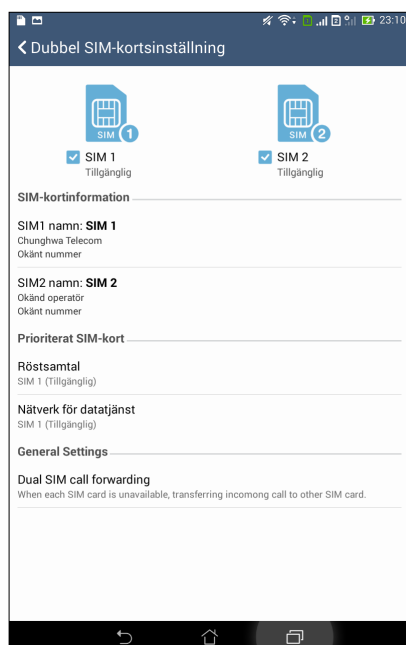 23:10
Dubbel SIM-kortsinställning
SIM 1
SIM 2
SIM 1
Tillgänglig
SIM 2
Tillgänglig
SIM-kortinformation
SIM1 namn: SIM 1
Chunghwa Telecom
Okänt nummer
SIM2 namn: SIM 2
Okänd operatör
Okänt nummer
Prioriterat SIM-kort
Röstsamtal
SIM 1 (Tillgänglig)
Nätverk för datatjänst
SIM 1 (Tillgänglig)
General Settings
Dual SIM call forwarding
When each SIM card is unavailable, transferring incomong call to other SIM card.